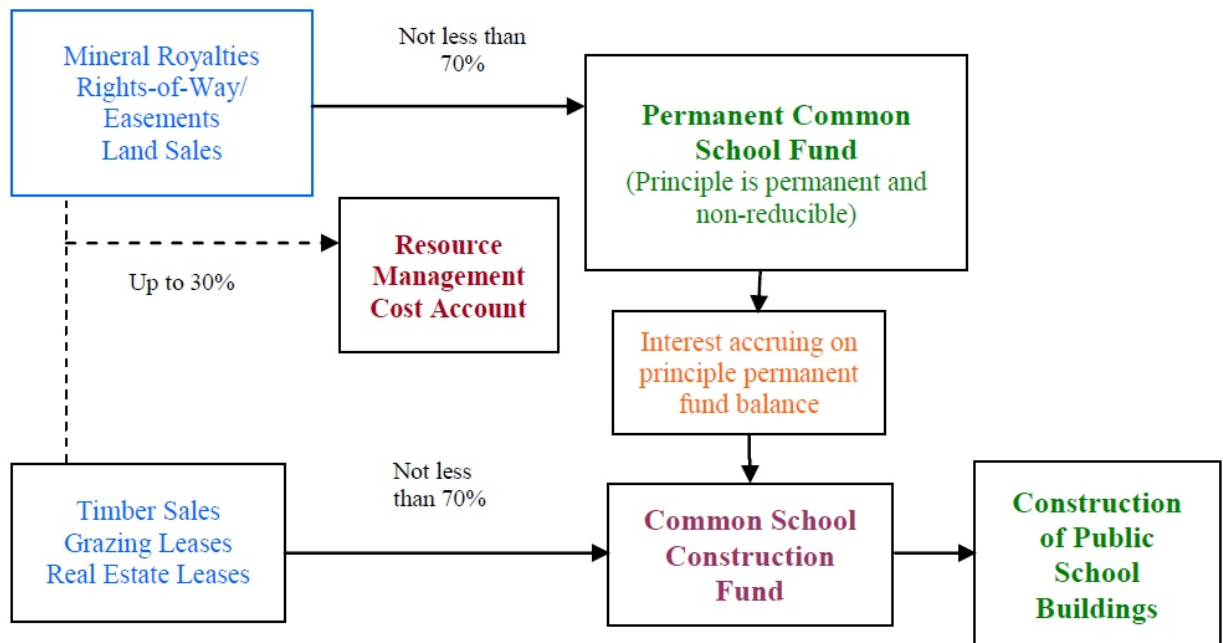 Mineral Royalties
Rights-of-Way/
Easements
Land Sales
Not less than
70%
Permanent Common
School Fund
(Principle is permanent and
non-reducible)
Up to 30%
Resource
Management
Cost Account
Interest accruing on
principle permanent
fund balance
Timber Sales
Grazing Leases
Real Estate Leases
Not less
than 70%
Common School
Construction
Fund
Construction
of Public
School
Buildings